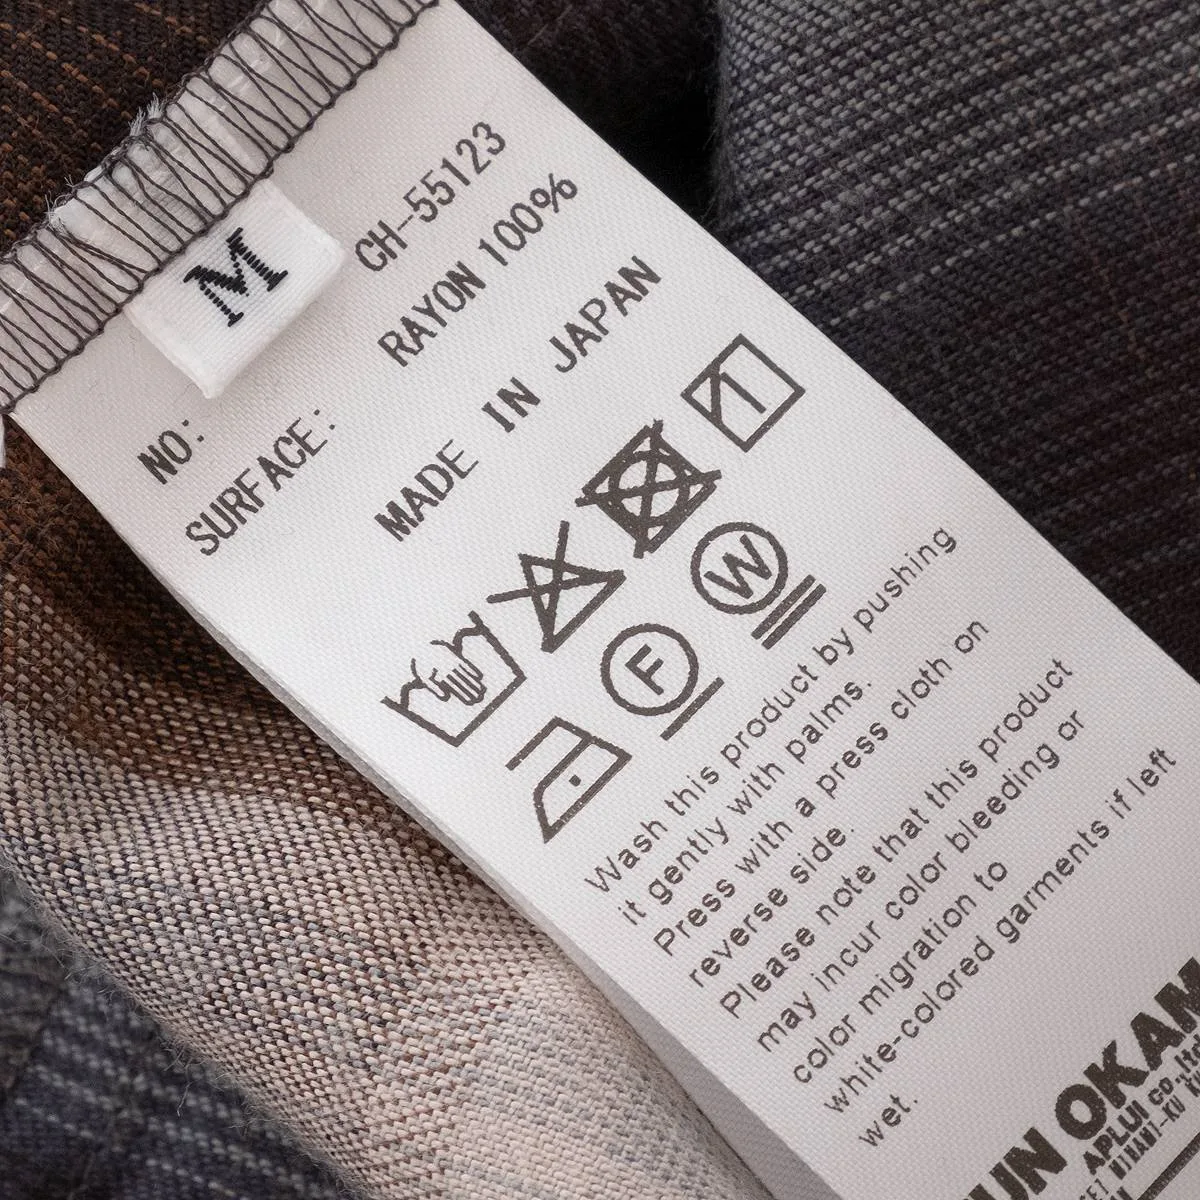 M
NO: CH-55123
SURFACE: RAYON 100%
MADE IN JAPAN
1
F
W
Wash this product by pushing
it gently with palms.
Press with a press cloth on
reverse side.
Please note that this product
may incur color bleeding or
color migration to
white-colored garments if left
wet.
OKAM
APLUI co.,ltd